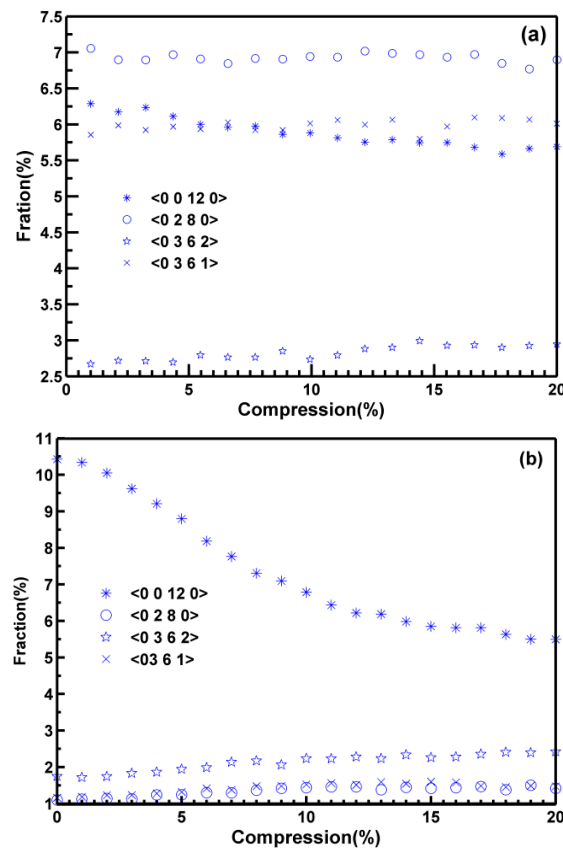 7.5
(a)
7
6.5
6
5.5
5
4.5
4
3.5
3
2.5
Fration(%)
<0 0 12 0>
<0 2 8 0>
<0 3 6 2>
<0 3 6 1>
0 5 10 15 20
Compression(%)
11
(b)
10
9
8
7
6
5
4
3
2
1
Fraction(%)
<0 0 12 0>
<0 2 8 0>
<0 3 6 2>
<03 6 1>
0 5 10 15 20
Compression(%)